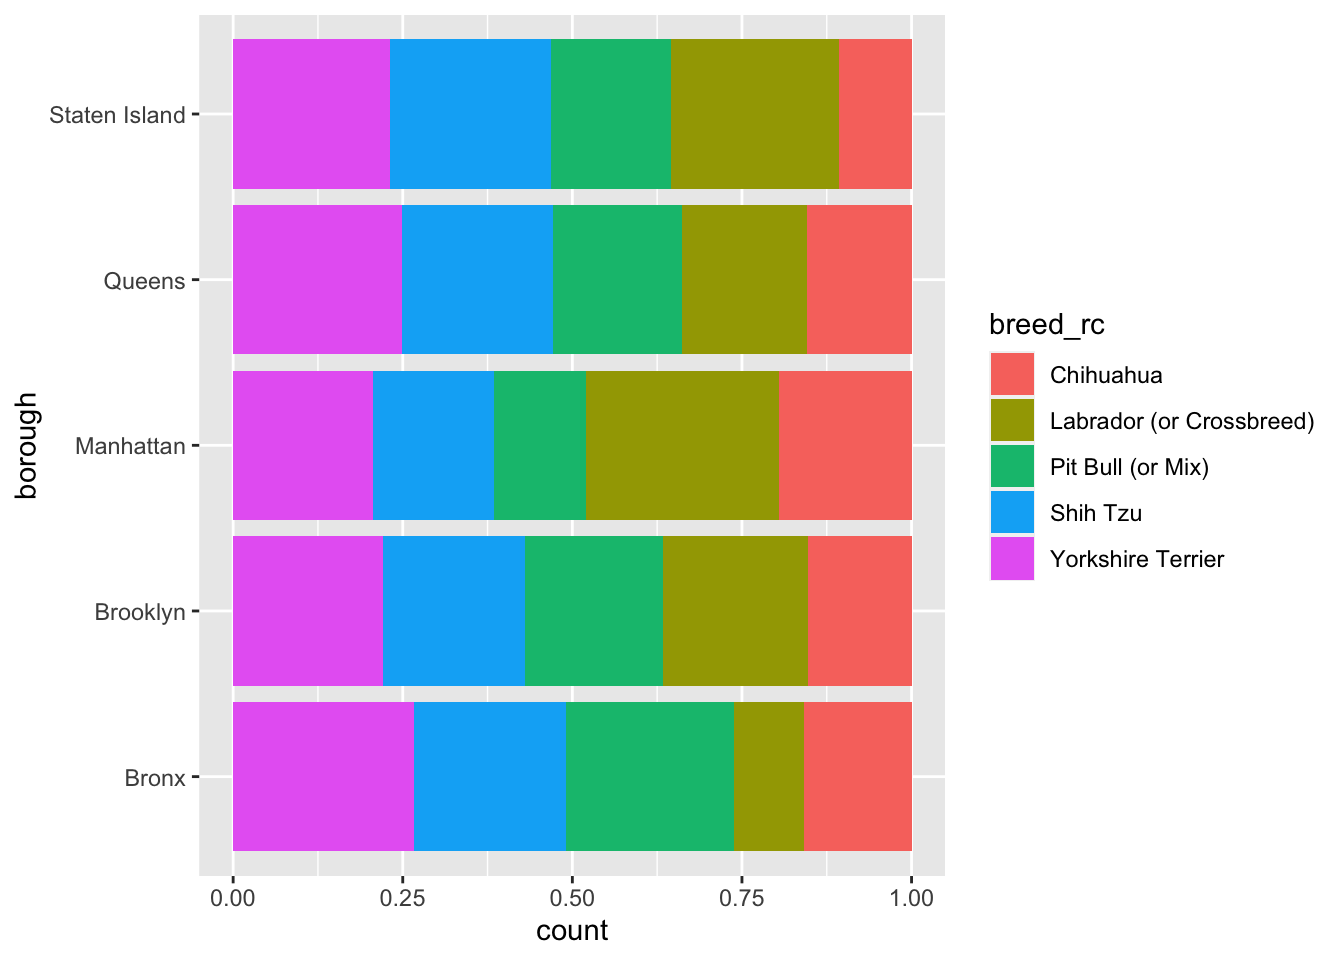 Staten Island
Queens
Manhattan
Brooklyn
Bronx
borough
0.00 0.25 0.50 0.75 1.00
count
breed_rc
Chihuahua
Labrador (or Crossbreed)
Pit Bull (or Mix)
Shih Tzu
Yorkshire Terrier